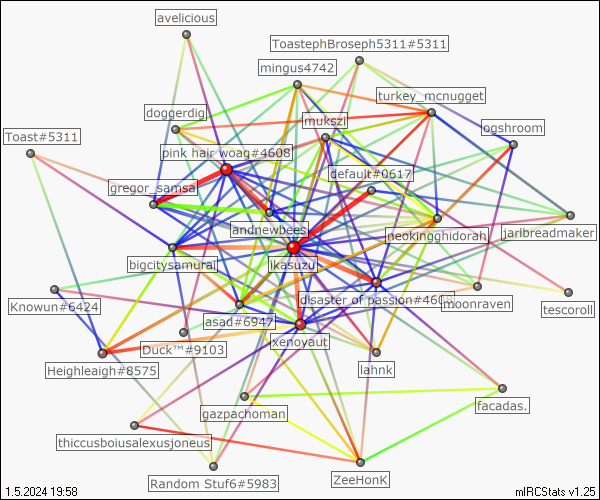 avelicious
ToastephBroseph5311#5311
mingus4742
turkey_mcnugget
doggerdig
mukszi
ogshroom
Toast#5311
pink hair woag#4608
default#0617
gregor_samsa
landnewbees
neokingghidorah
jarlbreadmaker
bigcitysamurai
ikasuzu
Knowun#6424
disaster of passion#4608
moonraven
tescoroll
asad#6947
Duck™#9103
xenoyaut
Heighleaigh#8575
lahnk
gazpachoman
facadas.
thiccusboiusalexusjoneus
Random Stuf6#5983
ZeeHonK
1.5.2024 19:58
mIRCStats v1.25